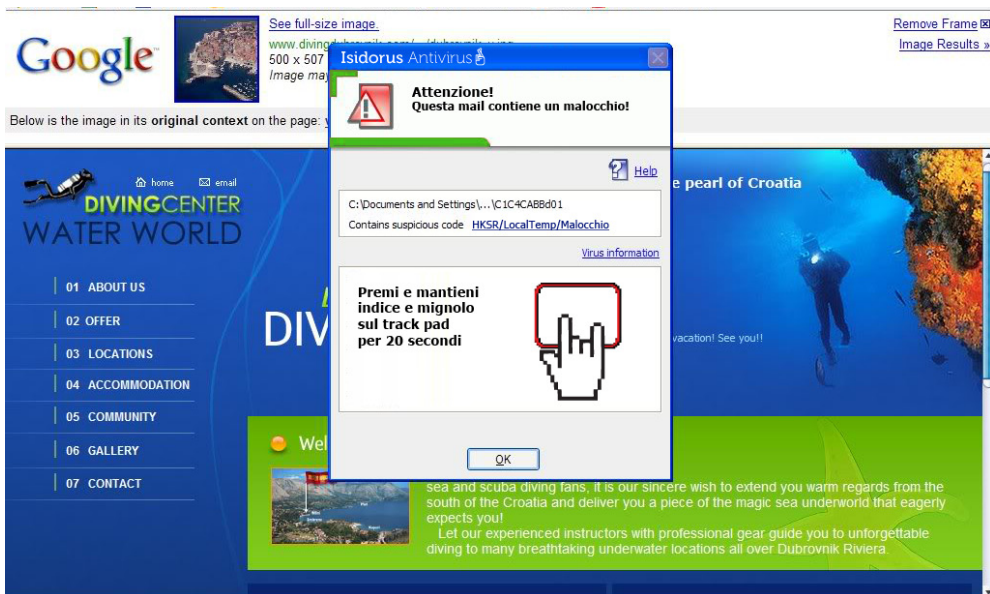 Google
See full-size image.
500 x 507
Image may
Remove Frame
Image Results »
Below is the image in its original context on the page:
Isidorus Antivirus
Attenzione!
Questa mail contiene un malocchio!
Help
C:\Documents and Settings\...\C1C4CABBd01
Contains suspicious code HKSR/LocalTemp/Malocchio
Virus information
Premi e mantieni
indice e mignolo
sul track pad
per 20 secondi
OK
home email
DIVINGCENTER
WATER WORLD
01 ABOUT US
02 OFFER
03 LOCATIONS
04 ACCOMMODATION
05 COMMUNITY
06 GALLERY
07 CONTACT
e pearl of Croatia
DIV
vacation! See you!!
Wel
sea and scuba diving fans, it is our sincere wish to extend you warm regards from the
south of the Croatia and deliver you a piece of the magic sea underworld that eagerly
expects you!
Let our experienced instructors with professional gear guide you to unforgettable
diving to many breathtaking underwater locations all over Dubrovnik Riviera.